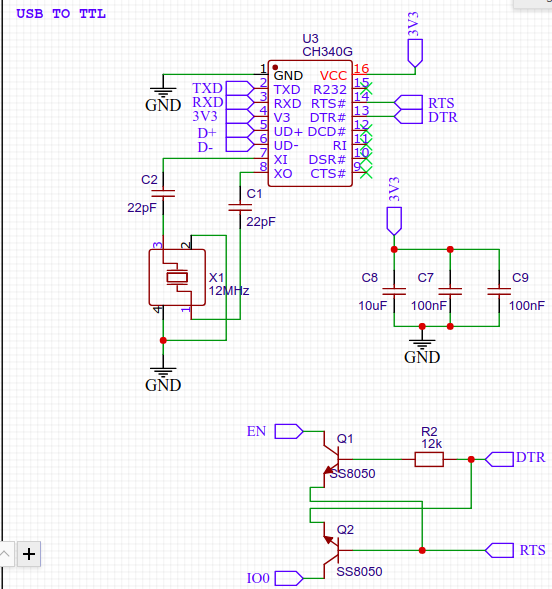 USB TO TTL
3V3
U3
CH340G
1 GND VCC 16
TXD 2 TXD R232 15
RXD 3 RXD RTS# 14 RTS
3V3 4 V3 DTR# 13 DTR
D+ 5 UD+ DCD# 12
D- 6 UD- RI 11
7 XI DSR# 10
8 XO CTS# 9
GND
C2
22pF
C1
22pF
3V3
3 2
X1
12MHz
4 1
GND
C8 C7 C9
10uF 100nF 100nF
GND
EN
Q1
SS8050
R2
12k
DTR
Q2
SS8050
RTS
IO0